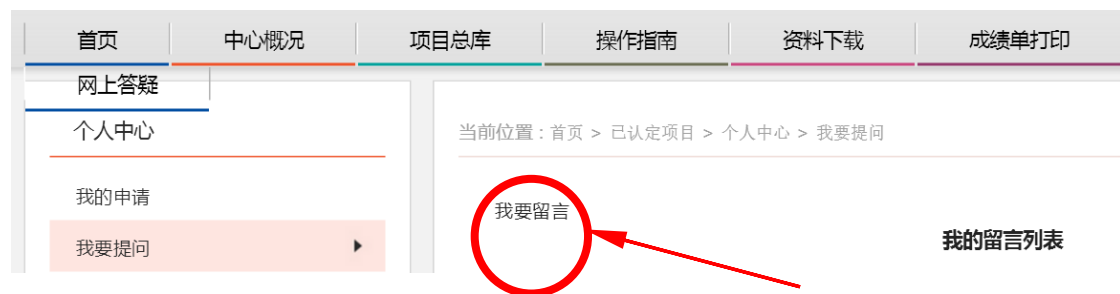 首页 中心概况 项目总库 操作指南 资料下载 成绩单打印
网上答疑
个人中心
当前位置：首页 > 已认定项目 > 个人中心 > 我要提问
我的申请
我要留言
我要提问
我的留言列表